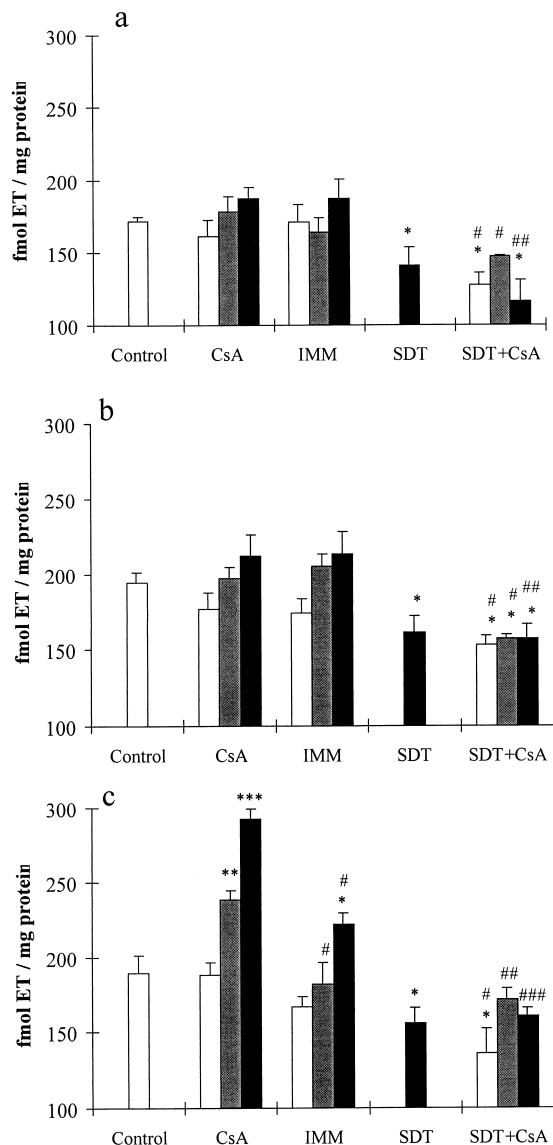 a
300
250
200
150
100
fmol ET / mg protein
*
# # ##
* *
Control CsA IMM SDT SDT+CsA
b
300
250
200
150
100
fmol ET / mg protein
*
# # ##
* * *
Control CsA IMM SDT SDT+CsA
c
300
250
200
150
100
fmol ET / mg protein
***
**
#
# *
*
# ## ###
*
Control CsA IMM SDT SDT+CsA